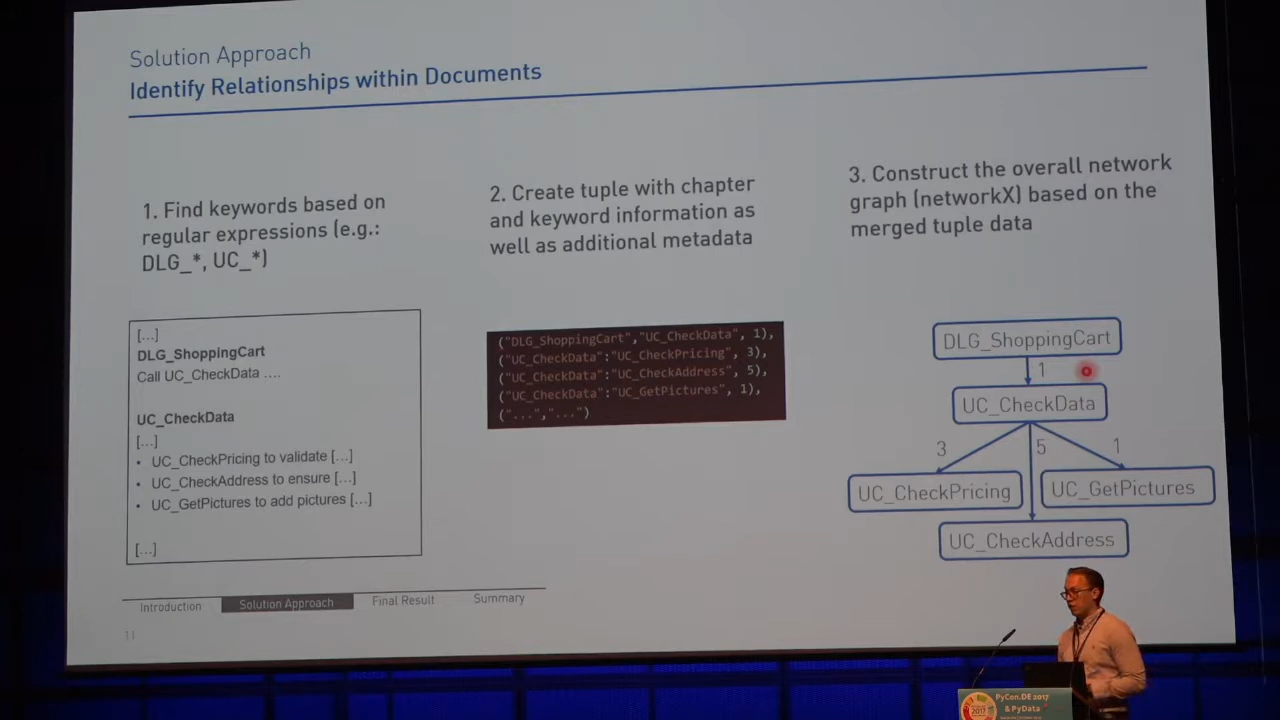 Solution Approach
Identify Relationships within Documents
1. Find keywords based on
regular expressions (e.g.:
DLG_*, UC_*)
[...]
DLG_ShoppingCart
Call UC_CheckData ....
UC_CheckData
[...]
• UC_CheckPricing to validate [...]
• UC_CheckAddress to ensure [...]
• UC_GetPictures to add pictures [...]
[...]
2. Create tuple with chapter
and keyword information as
well as additional metadata
("DLG_ShoppingCart","UC_CheckData", 1),
("UC_CheckData":"UC_CheckPricing", 3),
("UC_CheckData":"UC_CheckAddress", 5),
("UC_CheckData":"UC_GetPictures", 1),
("...","...")
3. Construct the overall network
graph (networkX) based on the
merged tuple data
DLG_ShoppingCart
1
UC_CheckData
3 5 1
UC_CheckPricing UC_GetPictures
UC_CheckAddress
Introduction Solution Approach Final Result Summary
11
PyCon.DE 2017
& PyData
2017